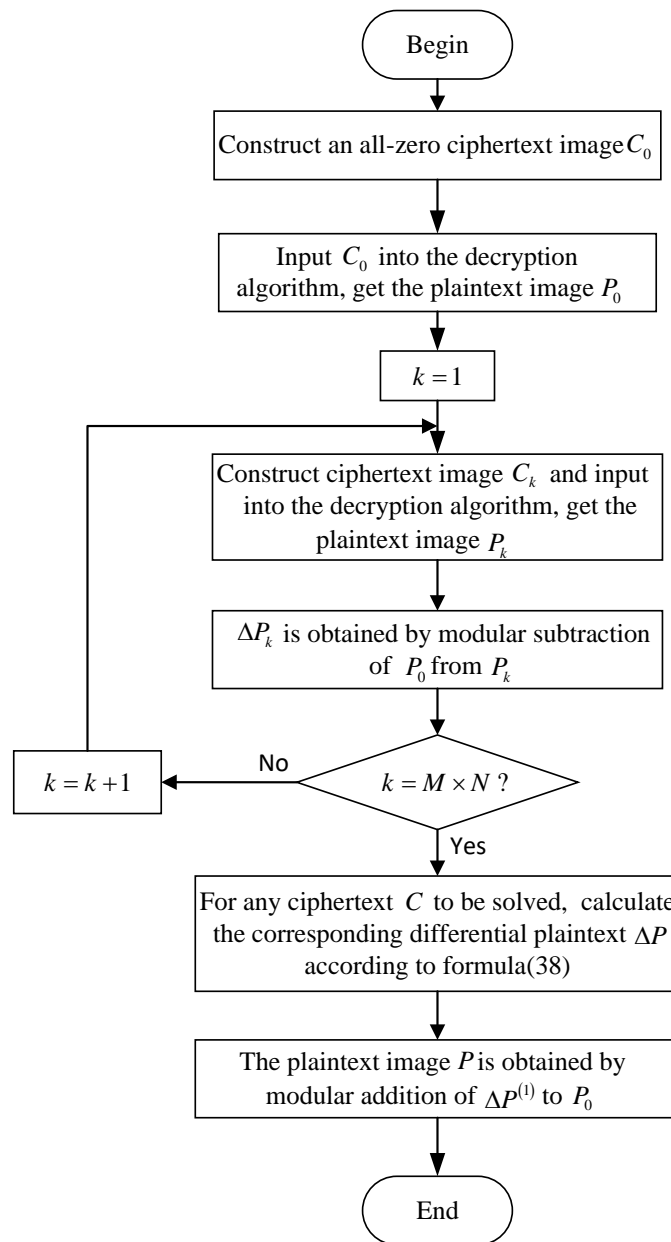 Begin
Construct an all-zero ciphertext image C₀
Input C₀ into the decryption
algorithm, get the plaintext image P₀
k = 1
Construct ciphertext image Cₖ and input
into the decryption algorithm, get the
plaintext image Pₖ
ΔPₖ is obtained by modular subtraction
of P₀ from Pₖ
k = M × N ?
No
k = k + 1
Yes
For any ciphertext C to be solved, calculate
the corresponding differential plaintext ΔP
according to formula(38)
The plaintext image P is obtained by
modular addition of ΔP⁽¹⁾ to P₀
End